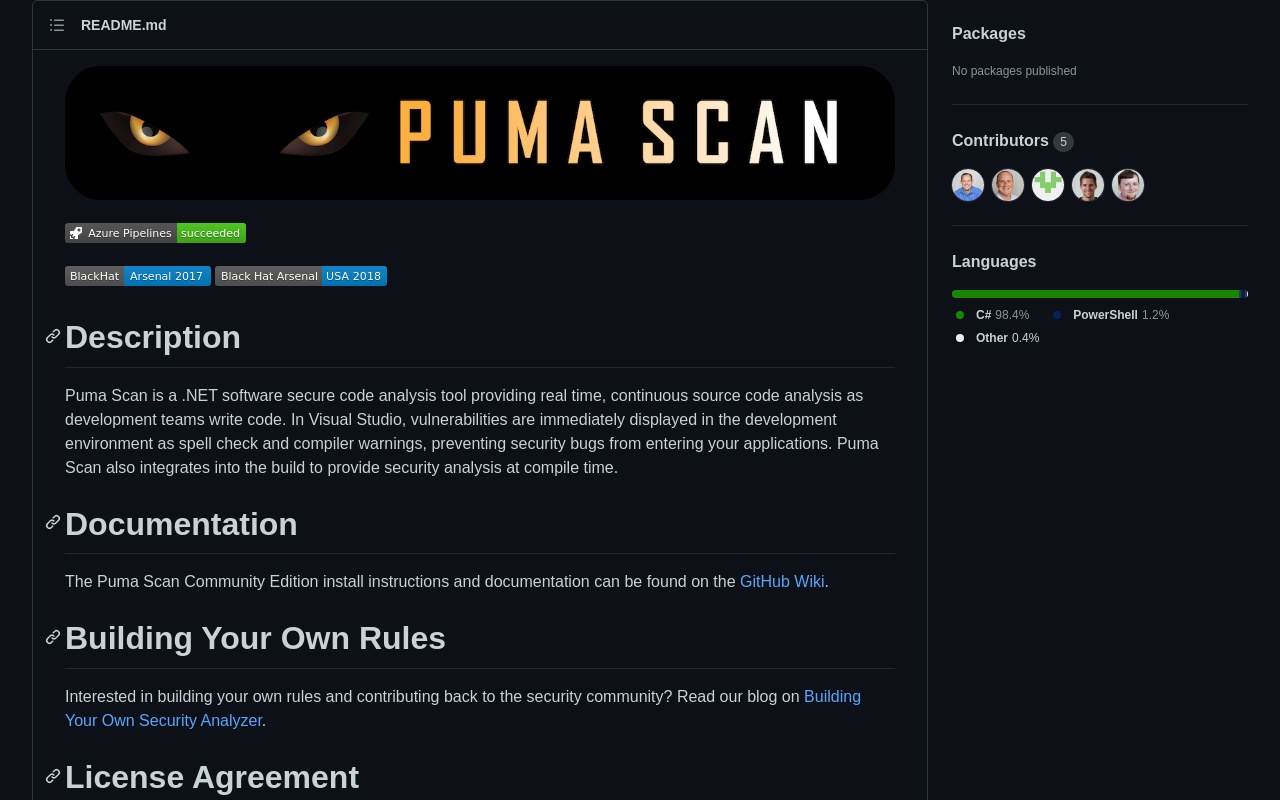 README.md
PUMA SCAN
Azure Pipelines succeeded
BlackHat Arsenal 2017 Black Hat Arsenal USA 2018
Description
Puma Scan is a .NET software secure code analysis tool providing real time, continuous source code analysis as
development teams write code. In Visual Studio, vulnerabilities are immediately displayed in the development
environment as spell check and compiler warnings, preventing security bugs from entering your applications. Puma
Scan also integrates into the build to provide security analysis at compile time.
Documentation
The Puma Scan Community Edition install instructions and documentation can be found on the GitHub Wiki.
Building Your Own Rules
Interested in building your own rules and contributing back to the security community? Read our blog on Building
Your Own Security Analyzer.
License Agreement
Packages
No packages published
Contributors 5
Languages
C# 98.4% PowerShell 1.2%
Other 0.4%